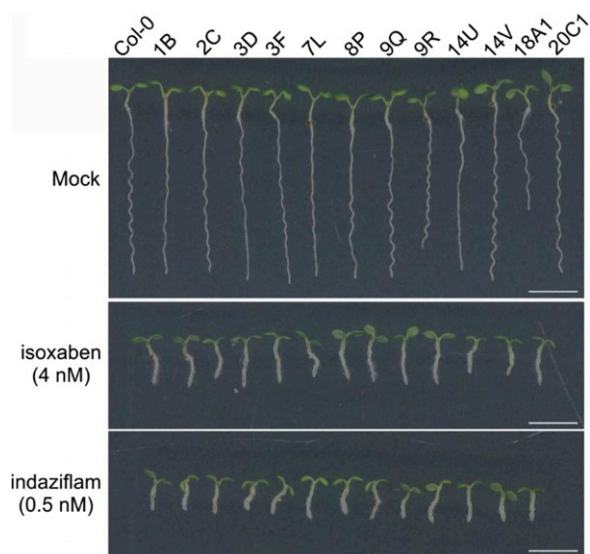 Col-0 1B 2C 3D 3F 7L 8P 9Q 9R 14U 14V 18A1 20C1
Mock
isoxaben
(4 nM)
indaziflam
(0.5 nM)